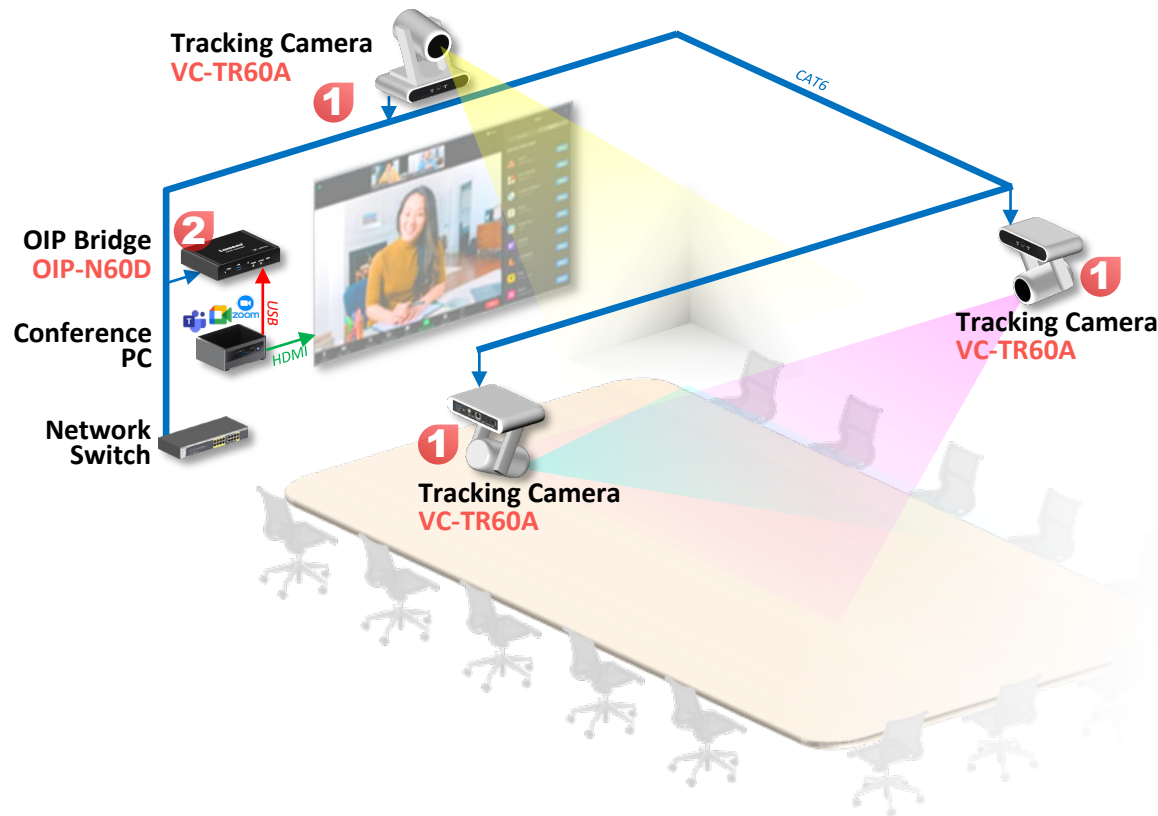 Tracking Camera
VC-TR60A
1
CAT6
2
OIP Bridge
OIP-N60D
USB
zoom
Conference
PC
HDMI
1
Tracking Camera
VC-TR60A
Network
Switch
1
Tracking Camera
VC-TR60A